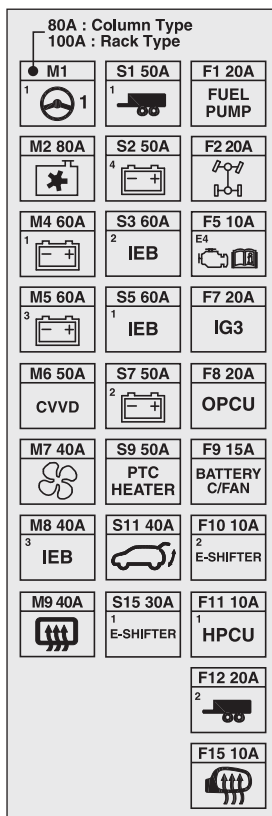 80A : Column Type
100A : Rack Type
M1 S1 50A F1 20A
1 1 1 FUEL
PUMP
M2 80A S2 50A F2 20A
4
- +
M4 60A S3 60A F5 10A
1 2 E4
- + IEB
M5 60A S5 60A F7 20A
3 1
- + IEB IG3
M6 50A S7 50A F8 20A
2
CVVD - + OPCU
M7 40A S9 50A F9 15A
PTC BATTERY
HEATER C/FAN
M8 40A S11 40A F10 10A
3 2
IEB E-SHIFTER
M9 40A S15 30A F11 10A
1 1
E-SHIFTER HPCU
F12 20A
2
F15 10A